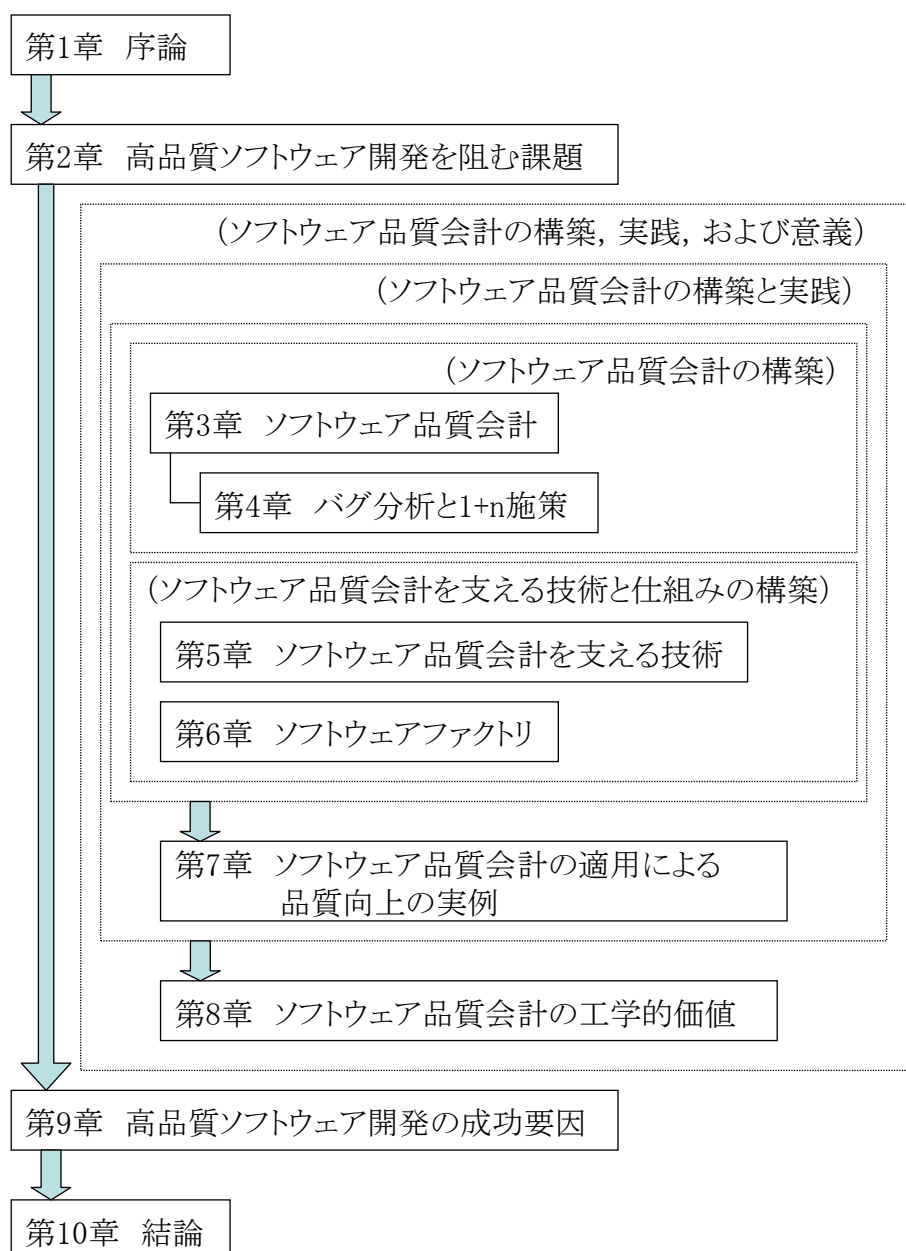 第1章 序論
第2章 高品質ソフトウェア開発を阻む課題
(ソフトウェア品質会計の構築, 実践, および意義)
(ソフトウェア品質会計の構築と実践)
(ソフトウェア品質会計の構築)
第3章 ソフトウェア品質会計
第4章 バグ分析と1+n施策
(ソフトウェア品質会計を支える技術と仕組みの構築)
第5章 ソフトウェア品質会計を支える技術
第6章 ソフトウェアファクトリ
第7章 ソフトウェア品質会計の適用による
品質向上の実例
第8章 ソフトウェア品質会計の工学的価値
第9章 高品質ソフトウェア開発の成功要因
第10章 結論